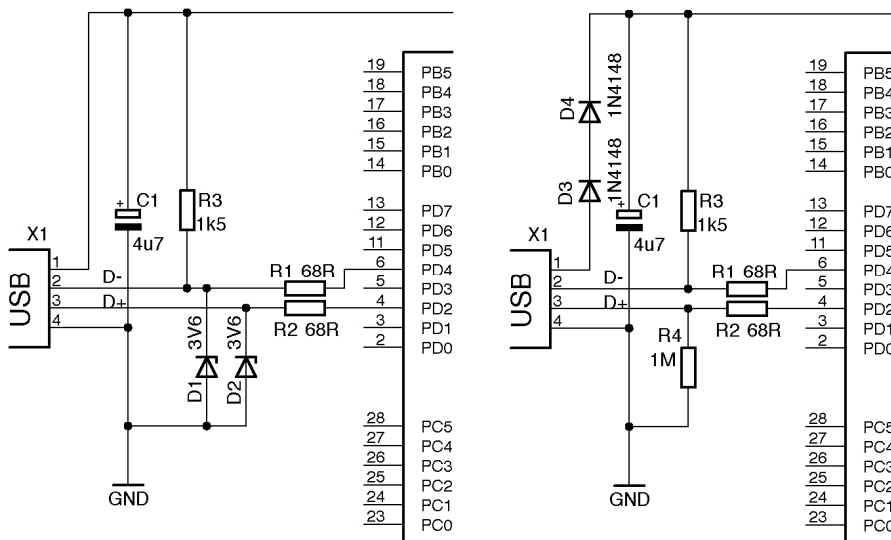 19 PB5
18 PB4
17 PB3
16 PB2
15 PB1
14 PB0
R3
1k5
+ C1
4u7
13 PD7
12 PD6
11 PD5
6 PD4
5 PD3
4 PD2
3 PD1
2 PD0
X1
USB
1
2
3
4
D-
D+
R1 68R
R2 68R
3V6
3V6
D1
D2
28 PC5
27 PC4
26 PC3
25 PC2
24 PC1
23 PC0
GND
D4
1N4148
D3
1N4148
19 PB5
18 PB4
17 PB3
16 PB2
15 PB1
14 PB0
R3
1k5
+ C1
4u7
13 PD7
12 PD6
11 PD5
6 PD4
5 PD3
4 PD2
3 PD1
2 PD0
X1
USB
1
2
3
4
D-
D+
R1 68R
R2 68R
R4
1M
28 PC5
27 PC4
26 PC3
25 PC2
24 PC1
23 PC0
GND